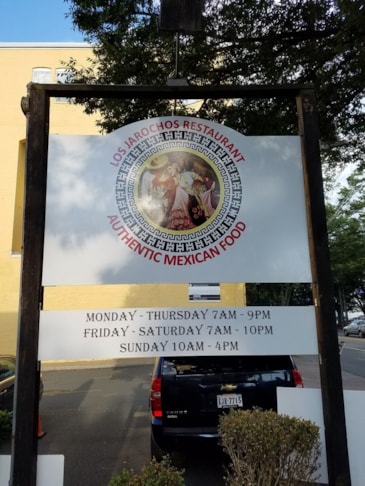 LOS JAROCHOS RESTAURANT
AUTHENTIC MEXICAN FOOD
MONDAY - THURSDAY 7AM - 9PM
FRIDAY - SATURDAY 7AM - 10PM
SUNDAY 10AM - 4PM